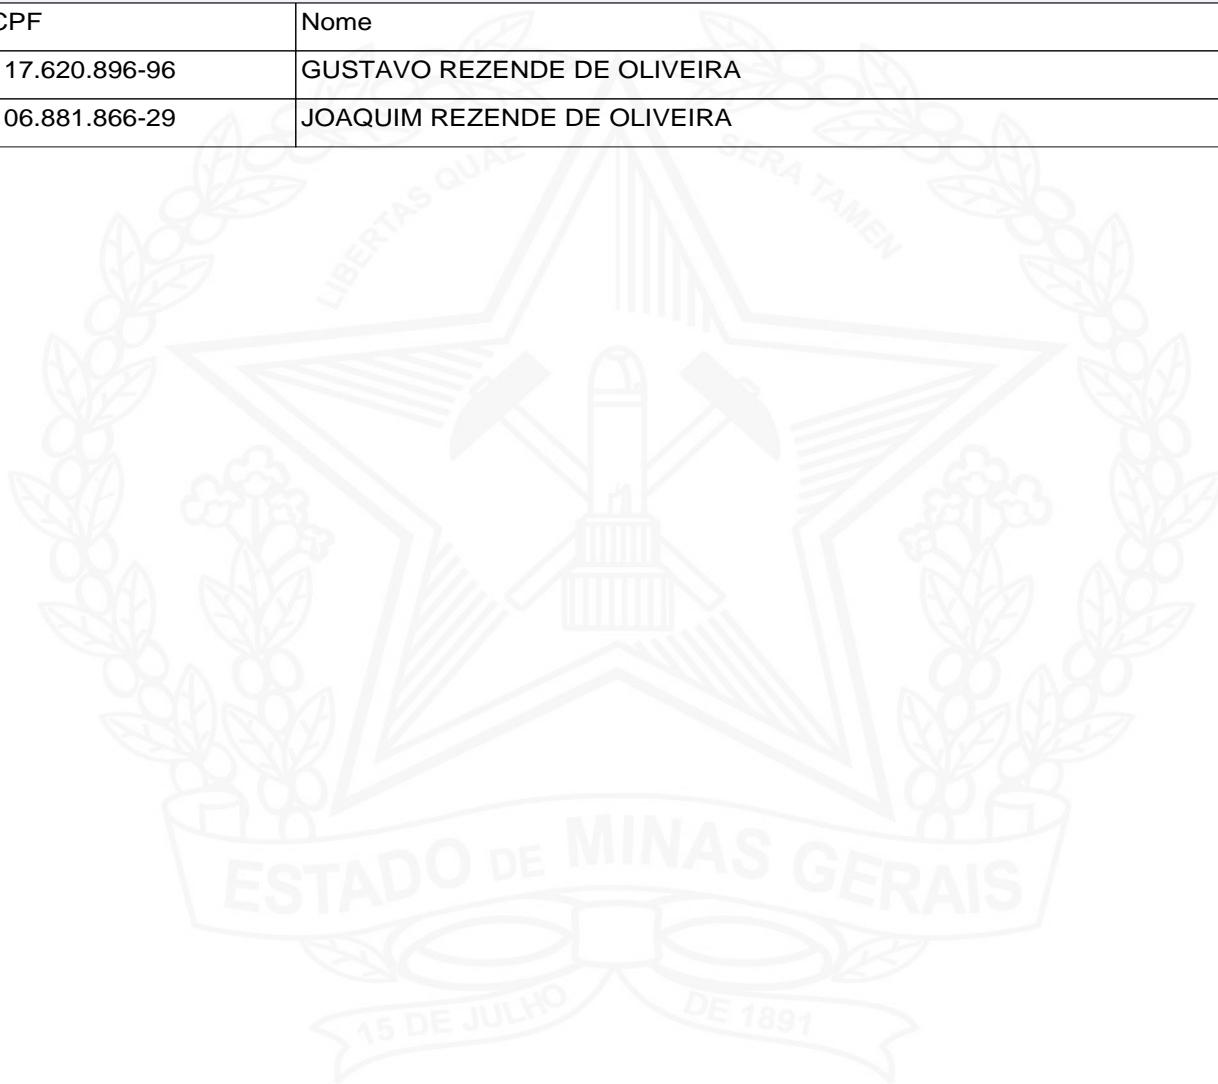 CPF Nome
17.620.896-96 GUSTAVO REZENDE DE OLIVEIRA
06.881.866-29 JOAQUIM REZENDE DE OLIVEIRA
LIBERTAS QUAE SERA TAMEN
ESTADO DE MINAS GERAIS
15 DE JULHO DE 1891